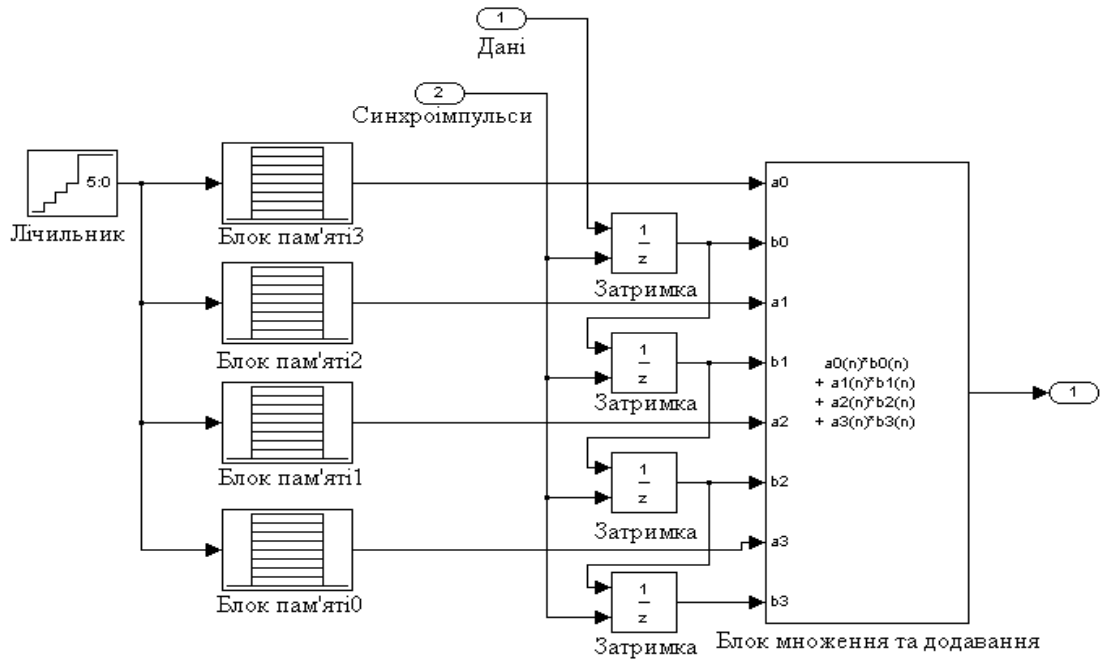 1
Дані
2
Синхроімпульси
5:0
Лічильник
Блок пам'яті3
Блок пам'яті2
Блок пам'яті1
Блок пам'яті0
1
z
Затримка
1
z
Затримка
1
z
Затримка
1
z
Затримка
a0
b0
a1
b1
a2
b2
a3
b3
a0(n)*b0(n)
+ a1(n)*b1(n)
+ a2(n)*b2(n)
+ a3(n)*b3(n)
Блок множення та додавання
1